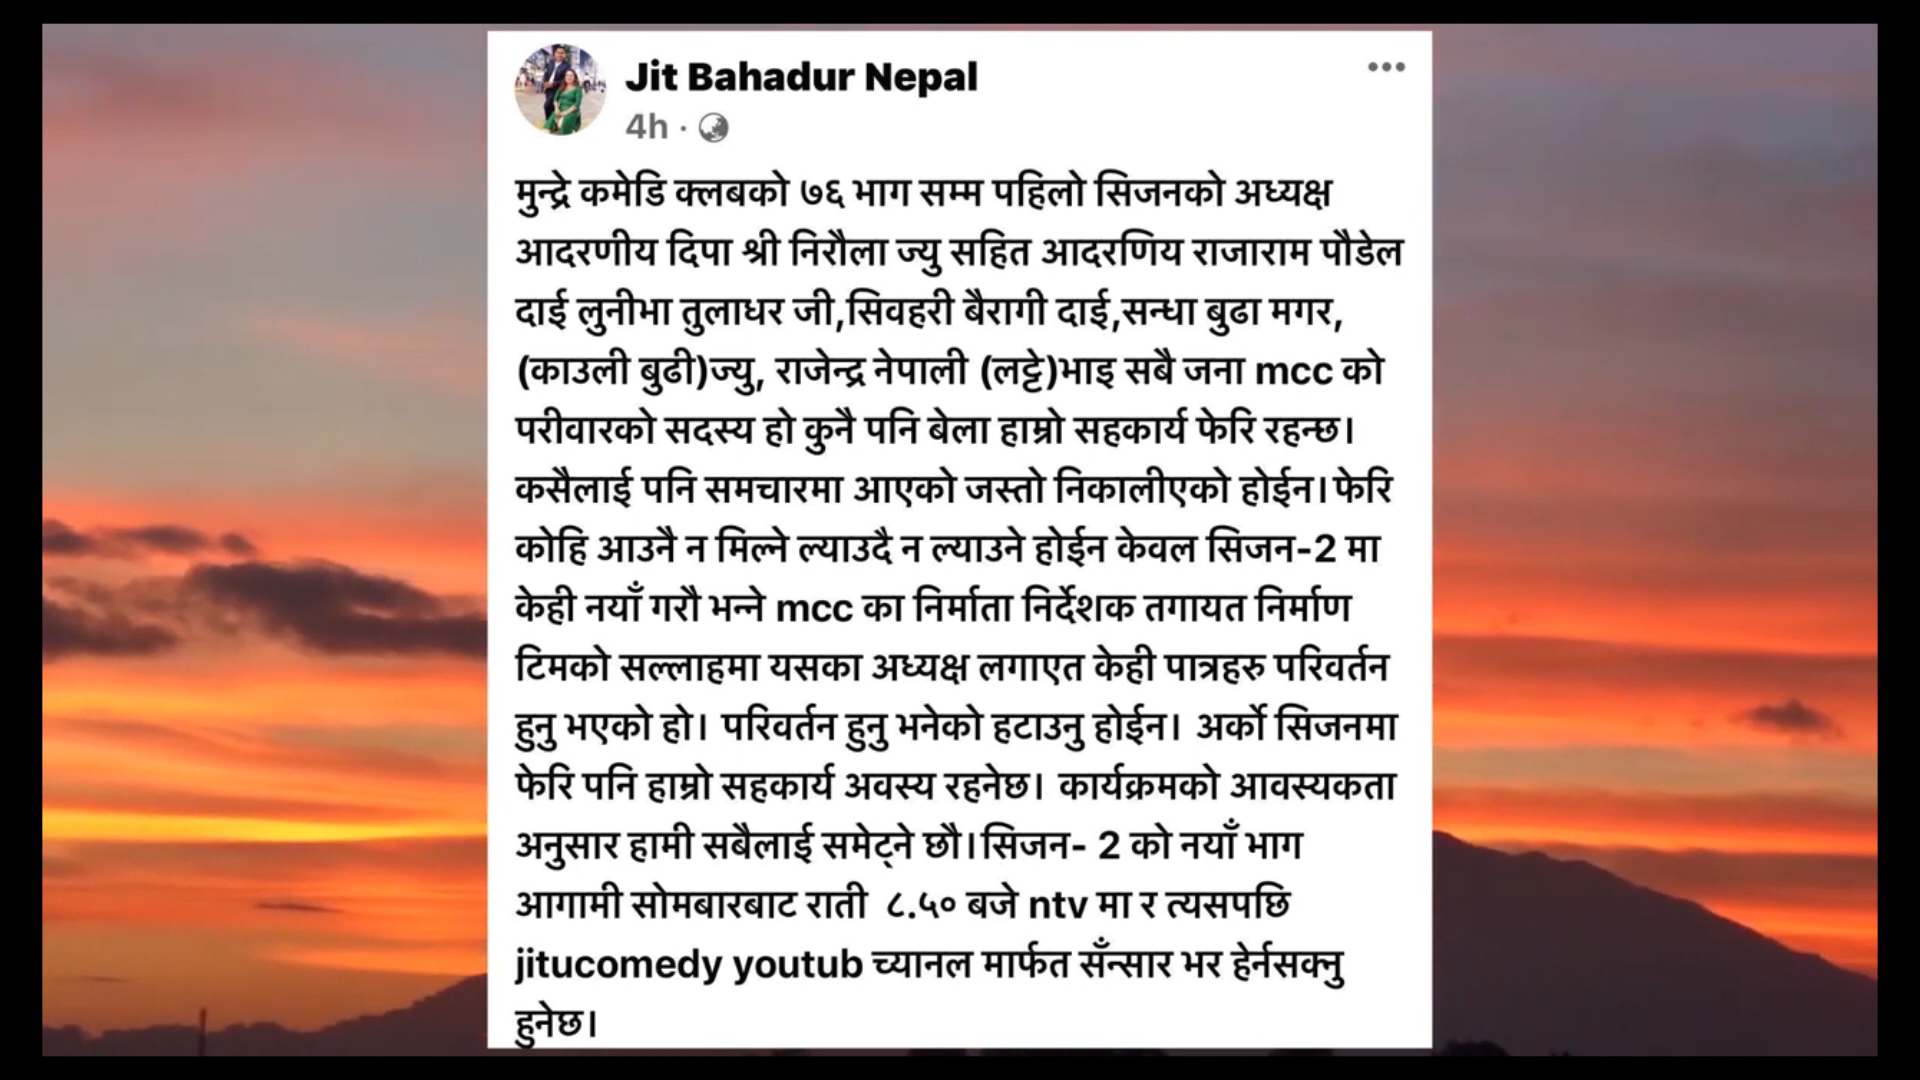 Jit Bahadur Nepal
4h ·
मुन्द्रे कमेडि क्लबको ७६ भाग सम्म पहिलो सिजनको अध्यक्ष
आदरणीय दिपा श्री निरौला ज्यु सहित आदरणिय राजाराम पौडेल
दाई लुनीभा तुलाधर जी,सिवहरी बैरागी दाई,सन्धा बुढा मगर,
(काउली बुढी)ज्यु, राजेन्द्र नेपाली (लट्टे)भाइ सबै जना mcc को
परीवारको सदस्य हो कुनै पनि बेला हाम्रो सहकार्य फेरि रहन्छ।
कसैलाई पनि समचारमा आएको जस्तो निकालीएको होईन।फेरि
कोहि आउनै न मिल्ने ल्याउदै न ल्याउने होईन केवल सिजन-2 मा
केही नयाँ गरौ भन्ने mcc का निर्माता निर्देशक तगायत निर्माण
टिमको सल्लाहमा यसका अध्यक्ष लगाएत केही पात्रहरु परिवर्तन
हुनु भएको हो। परिवर्तन हुनु भनेको हटाउनु होईन। अर्को सिजनमा
फेरि पनि हाम्रो सहकार्य अवस्य रहनेछ। कार्यक्रमको आवस्यकता
अनुसार हामी सबैलाई समेट्ने छौ।सिजन- 2 को नयाँ भाग
आगामी सोमबारबाट राती ८.५० बजे ntv मा र त्यसपछि
jitucomedy youtub च्यानल मार्फत सँन्सार भर हेर्नसक्नु
हुनेछ।